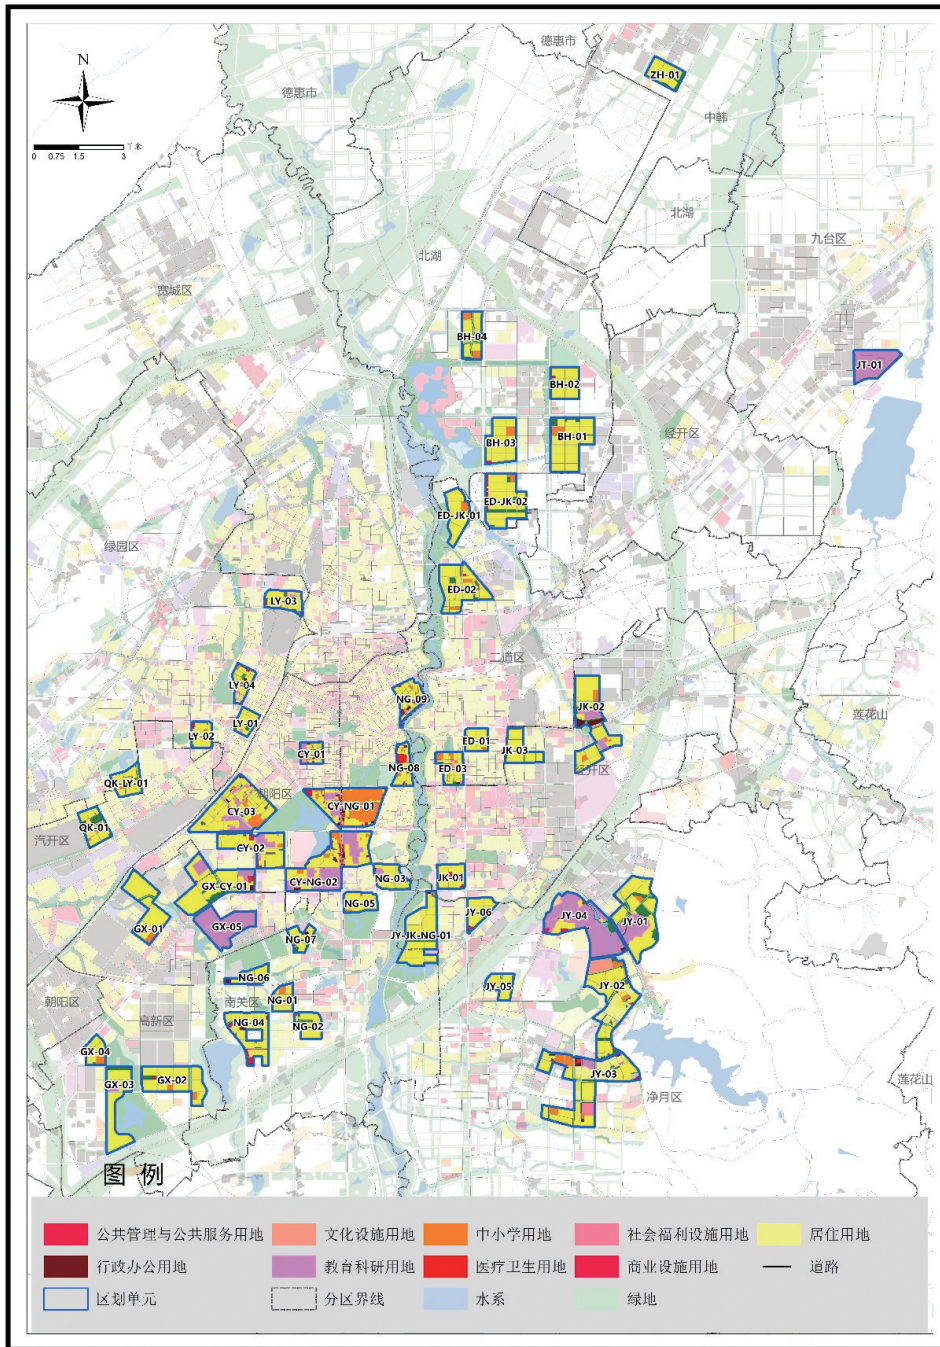 德惠市
ZH-01
N
德惠市
中韩
0 0.75 1.5 3 千米
北湖
九台区
北湖
宽城区
BH-04
JT-01
BH-02
BH-03
BH-01
经开区
ED-JK-02
ED-JK-01
绿园区
ED-02
LY-03
二道区
LY-04
NG-09
JK-02
莲花山
LY-01
LY-02
ED-01
JK-03
CY-01
NG-08
ED-03
经开区
QK-LY-01
朝阳区
CY-NG-01
CY-03
QK-01
汽开区
CY-02
GX-CY-01
CY-NG-02
NG-03
JK-01
NG-05
JY-06
JY-04
JY-01
GX-01
GX-05
NG-07
JY-JK-NG-01
NG-06
JY-05
JY-02
朝阳区
南关区
NG-01
高新区
NG-04
NG-02
GX-04
GX-03
GX-02
JY-03
莲花山
净月区
图 例
公共管理与公共服务用地
文化设施用地
中小学用地
社会福利设施用地
居住用地
行政办公用地
教育科研用地
医疗卫生用地
商业设施用地
道路
区划单元
分区界线
水系
绿地